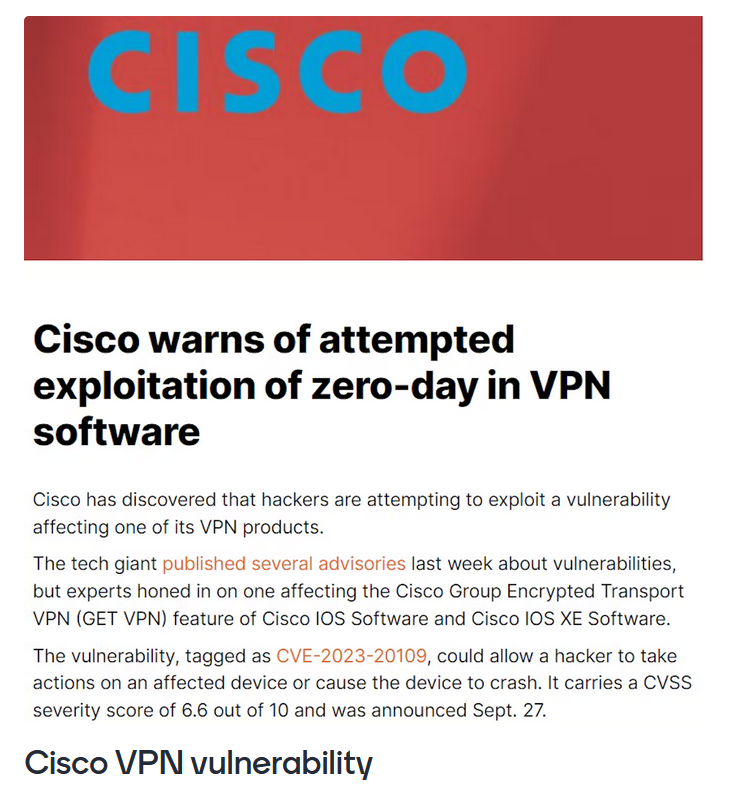 CISCO
Cisco warns of attempted
exploitation of zero-day in VPN
software
Cisco has discovered that hackers are attempting to exploit a vulnerability
affecting one of its VPN products.
The tech giant published several advisories last week about vulnerabilities,
but experts honed in on one affecting the Cisco Group Encrypted Transport
VPN (GET VPN) feature of Cisco IOS Software and Cisco IOS XE Software.
The vulnerability, tagged as CVE-2023-20109, could allow a hacker to take
actions on an affected device or cause the device to crash. It carries a CVSS
severity score of 6.6 out of 10 and was announced Sept. 27.
Cisco VPN vulnerability